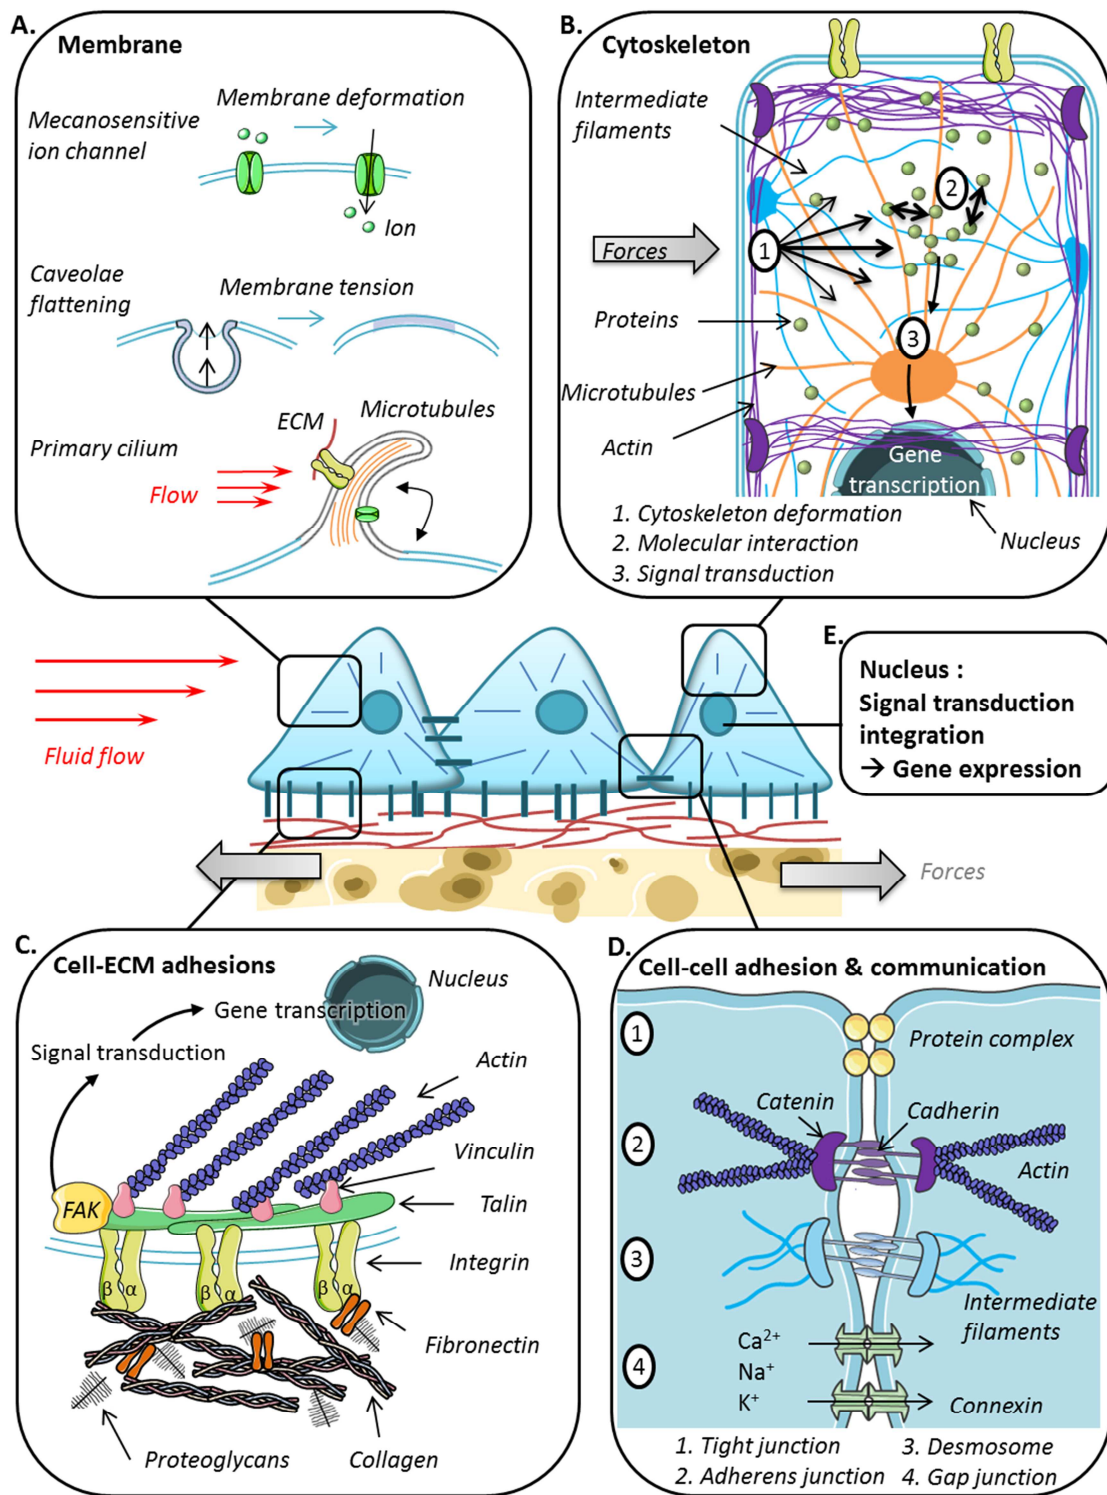 A.
Membrane
Membrane deformation
Mecanosensitive
ion channel
Ion
Caveolae
flattening
Membrane tension
ECM
Microtubules
Primary cilium
Flow
B.
Cytoskeleton
Intermediate
filaments
2
Forces
1
Proteins
3
Microtubules
Actin
Gene
transcription
1. Cytoskeleton deformation
2. Molecular interaction
3. Signal transduction
Nucleus
Fluid flow
E.
Nucleus :
Signal transduction
integration
→ Gene expression
Forces
C.
Cell-ECM adhesions
Nucleus
Gene transcription
Signal transduction
Actin
Vinculin
FAK
Talin
Integrin
β α
β α
β α
Fibronectin
Proteoglycans
Collagen
D.
Cell-cell adhesion & communication
1
Protein complex
Catenin
Cadherin
2
Actin
3
Intermediate
filaments
Ca²⁺
4
Na⁺
K⁺
Connexin
1. Tight junction
3. Desmosome
2. Adherens junction
4. Gap junction